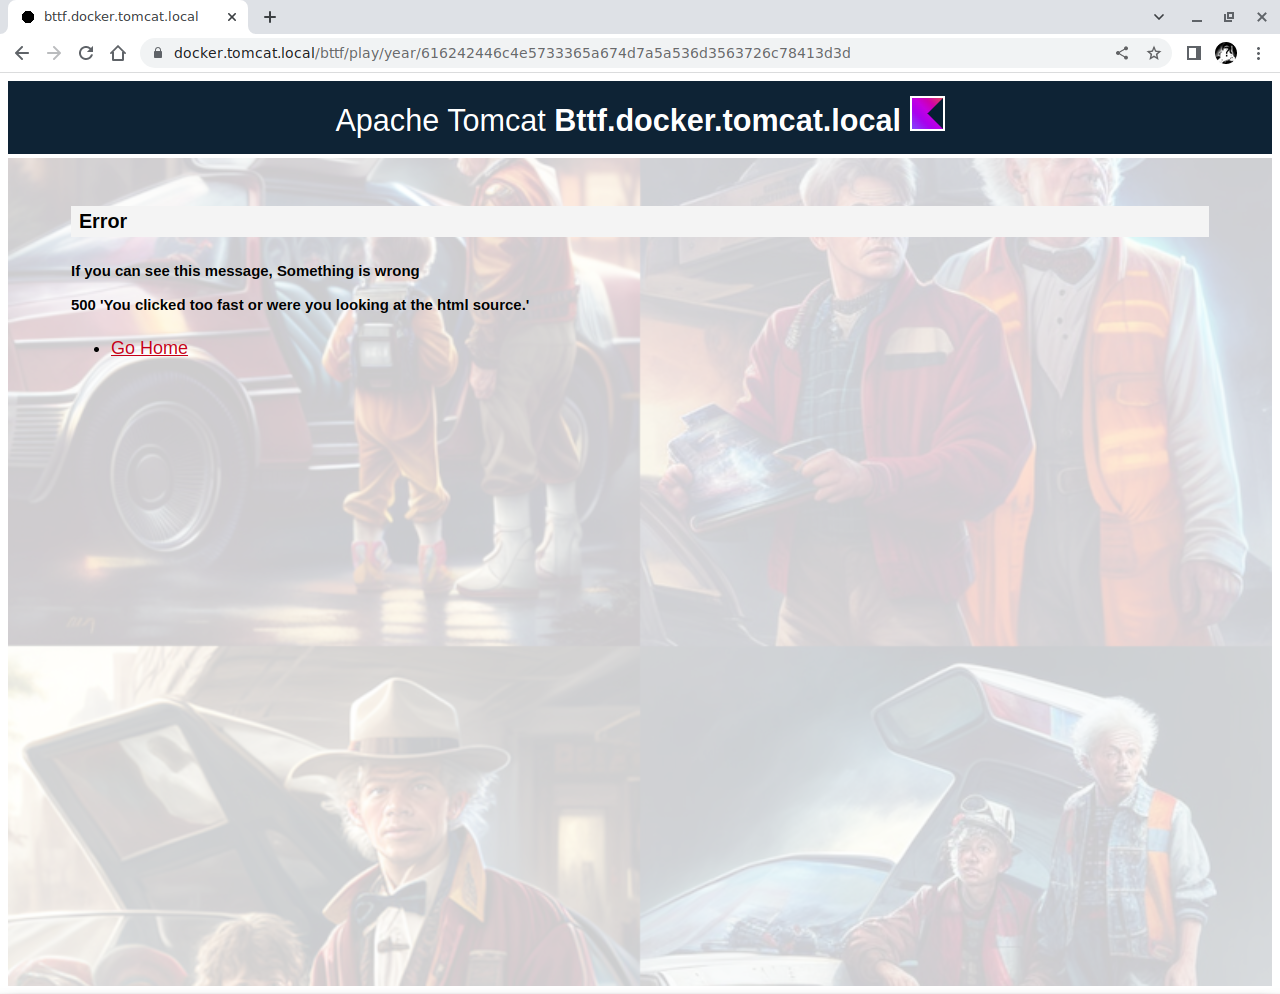 bttf.docker.tomcat.local
docker.tomcat.local/bttf/play/year/616242446c4e5733365a674d7a5a536d3563726c78413d3d
Apache Tomcat Bttf.docker.tomcat.local
Error
If you can see this message, Something is wrong
500 'You clicked too fast or were you looking at the html source.'
Go Home